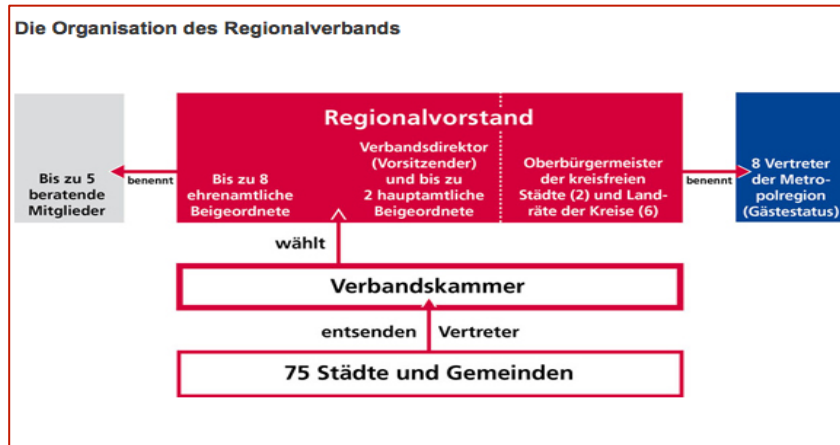 Die Organisation des Regionalverbands
Regionalvorstand
Bis zu 5
beratende
Mitglieder
benennt
Bis zu 8
ehrenamtliche
Beigeordnete
Verbandsdirektor
(Vorsitzender)
und bis zu
2 hauptamtliche
Beigeordnete
Oberbürgermeister
der kreisfreien
Städte (2) und Land-
räte der Kreise (6)
benennt
8 Vertreter
der Metro-
polregion
(Gästestatus)
wählt
Verbandskammer
entsenden Vertreter
75 Städte und Gemeinden